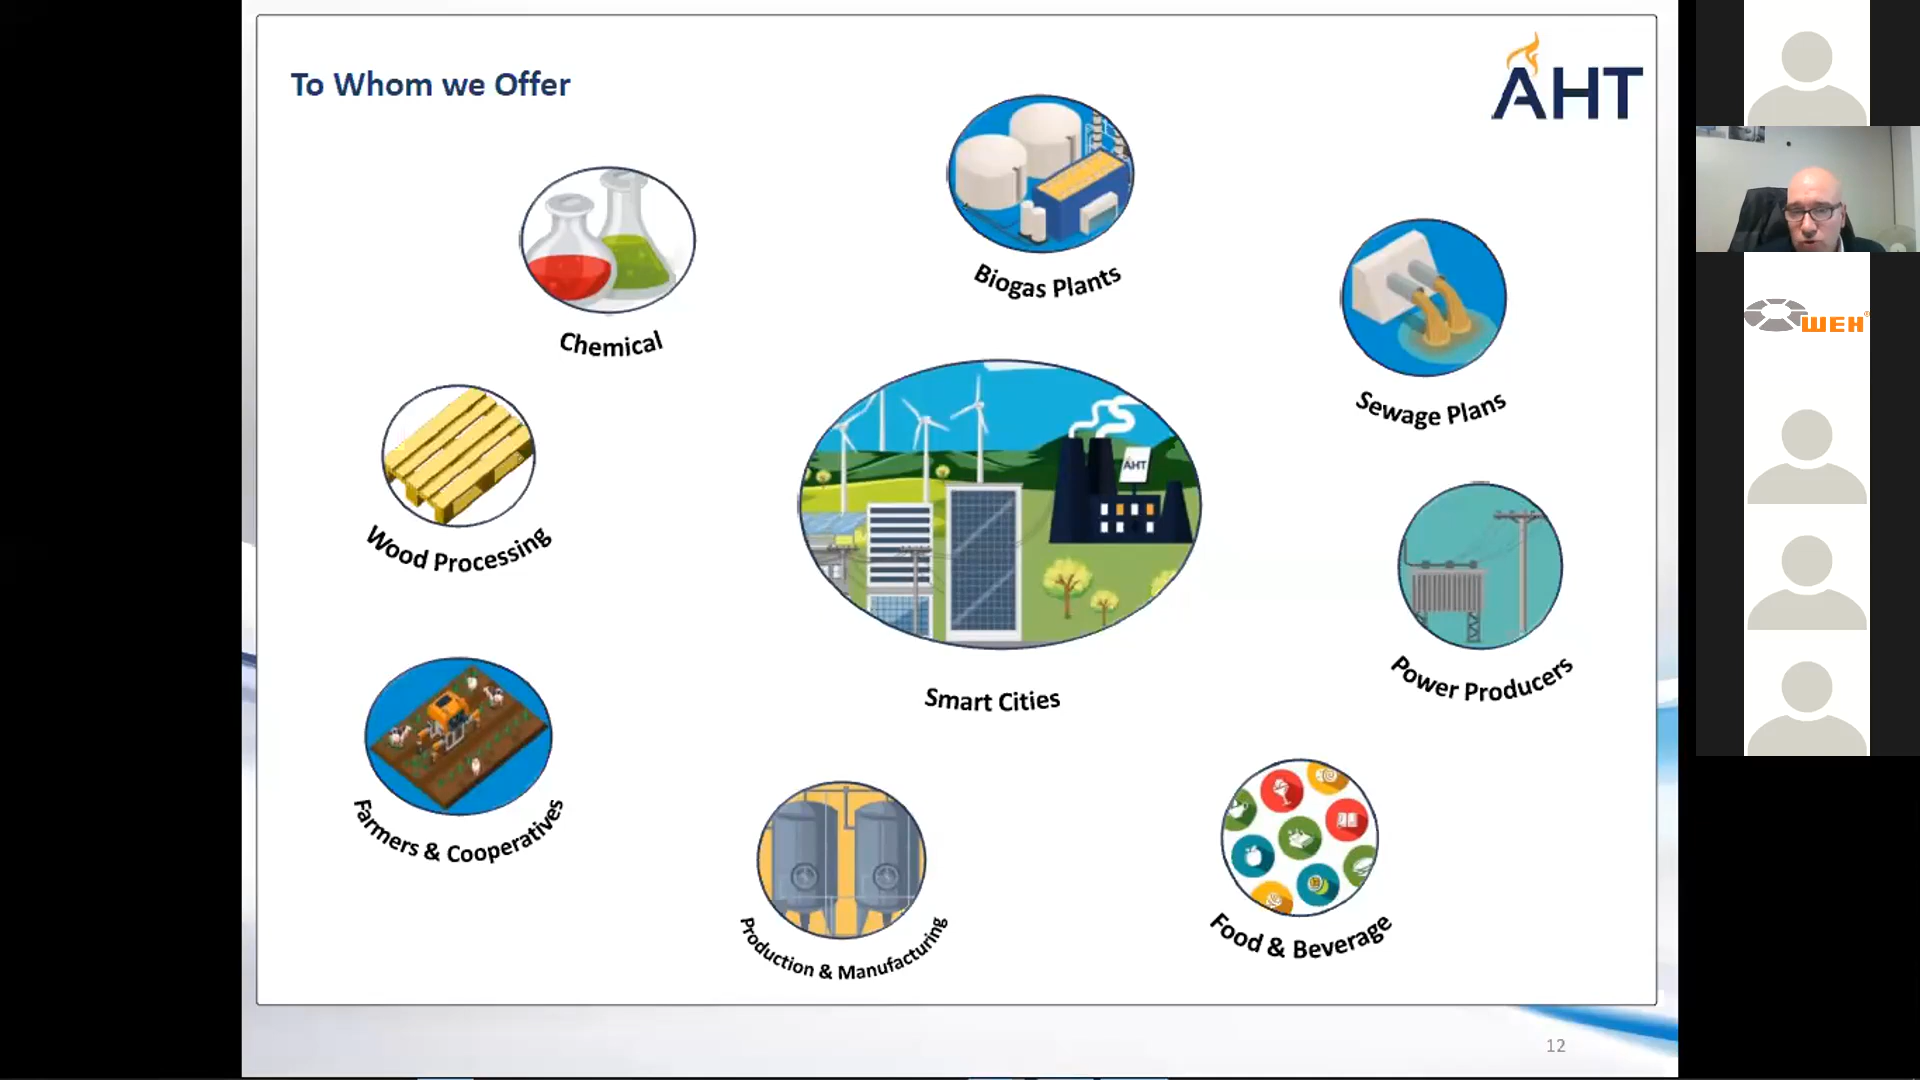 To Whom we Offer
AHT
Biogas Plants
Chemical
Sewage Plans
WEH®
AHT
Wood Processing
Smart Cities
Power Producers
Farmers & Cooperatives
Production & Manufacturing
Food & Beverage
12